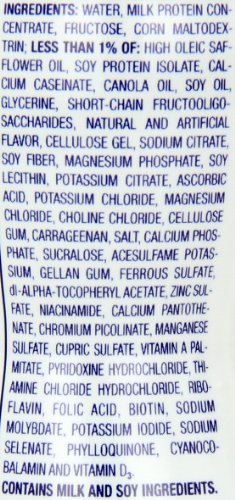 INGREDIENTS: WATER, MILK PROTEIN CON-
CENTRATE, FRUCTOSE, CORN MALTODEX-
TRIN; LESS THAN 1% OF: HIGH OLEIC SAF-
FLOWER OIL, SOY PROTEIN ISOLATE, CAL-
CIUM CASEINATE, CANOLA OIL, SOY OIL,
GLYCERINE, SHORT-CHAIN FRUCTOOLIGO-
SACCHARIDES, NATURAL AND ARTIFICIAL
FLAVOR, CELLULOSE GEL, SODIUM CITRATE,
SOY FIBER, MAGNESIUM PHOSPHATE, SOY
LECITHIN, POTASSIUM CITRATE, ASCORBIC
ACID, POTASSIUM CHLORIDE, MAGNESIUM
CHLORIDE, CHOLINE CHLORIDE, CELLULOSE
GUM, CARRAGEENAN, SALT, CALCIUM PHOS-
PHATE, SUCRALOSE, ACESULFAME POTAS-
SIUM, GELLAN GUM, FERROUS SULFATE,
dl-ALPHA-TOCOPHERYL ACETATE, ZINC SUL-
FATE, NIACINAMIDE, CALCIUM PANTOTHE-
NATE, CHROMIUM PICOLINATE, MANGANESE
SULFATE, CUPRIC SULFATE, VITAMIN A PAL-
MITATE, PYRIDOXINE HYDROCHLORIDE, THI-
AMINE CHLORIDE HYDROCHLORIDE, RIBO-
FLAVIN, FOLIC ACID, BIOTIN, SODIUM
MOLYBDATE, POTASSIUM IODIDE, SODIUM
SELENATE, PHYLLOQUINONE, CYANOCO-
BALAMIN AND VITAMIN D3.
CONTAINS MILK AND SOY INGREDIENTS.